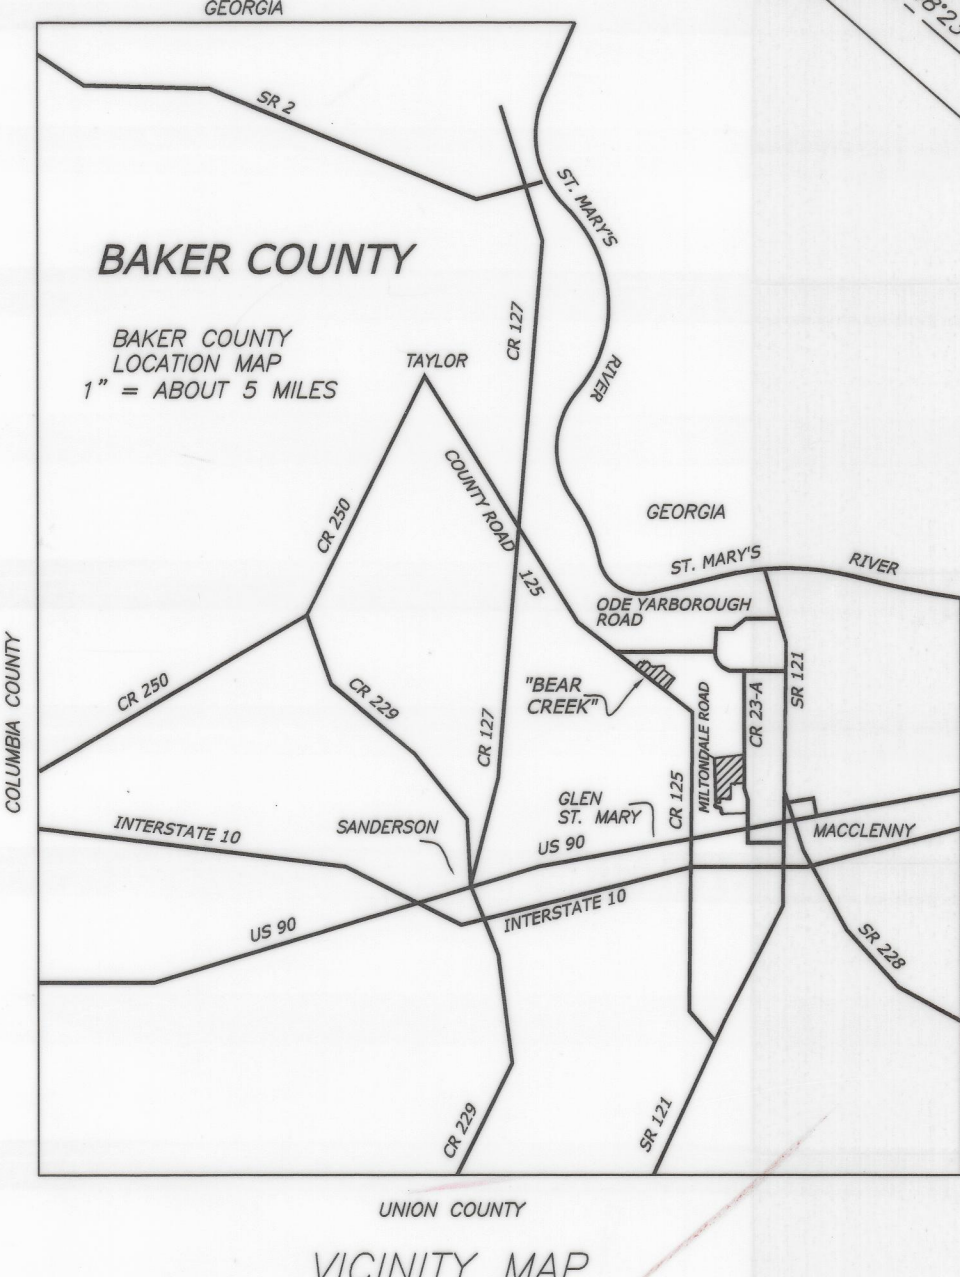 GEORGIA
8°23
SR 2
ST. MARY'S
BAKER COUNTY
BAKER COUNTY
LOCATION MAP
1" = ABOUT 5 MILES
CR 127
TAYLOR
RIVER
COUNTY ROAD
125
CR 250
GEORGIA
ST. MARY'S
RIVER
ODE YARBOROUGH
ROAD
COLUMBIA COUNTY
CR 250
CR 229
"BEAR
CREEK"
CR 127
MILTONDALE ROAD
CR 23-A
SR 121
INTERSTATE 10
SANDERSON
GLEN
ST. MARY
CR 125
US 90
MACCLENNY
US 90
INTERSTATE 10
SR 228
CR 229
SR 121
UNION COUNTY
VICINITY MAP